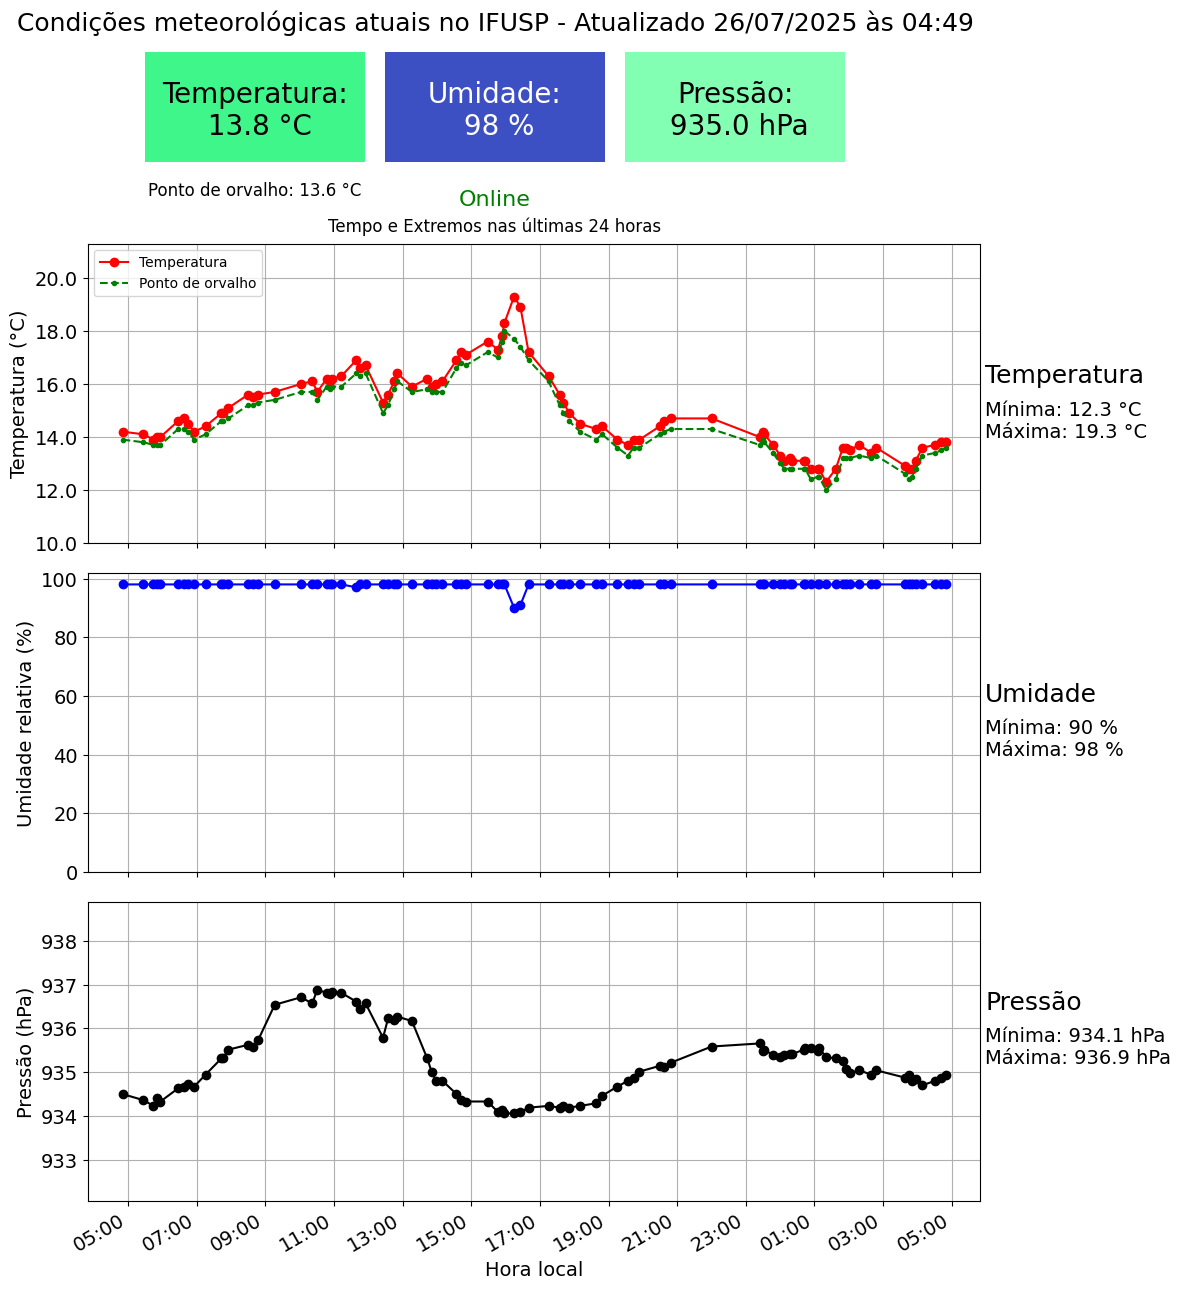 Condições meteorológicas atuais no IFUSP - Atualizado 26/07/2025 às 04:49
Temperatura:
13.8 °C
Umidade:
98 %
Pressão:
935.0 hPa
Ponto de orvalho: 13.6 °C
Online
Tempo e Extremos nas últimas 24 horas
Temperatura
Ponto de orvalho
Temperatura (°C)
20.0
18.0
16.0
14.0
12.0
10.0
Temperatura
Mínima: 12.3 °C
Máxima: 19.3 °C
Umidade relativa (%)
100
80
60
40
20
0
Umidade
Mínima: 90 %
Máxima: 98 %
Pressão (hPa)
938
937
936
935
934
933
Pressão
Mínima: 934.1 hPa
Máxima: 936.9 hPa
05:00 07:00 09:00 11:00 13:00 15:00 17:00 19:00 21:00 23:00 01:00 03:00 05:00
Hora local